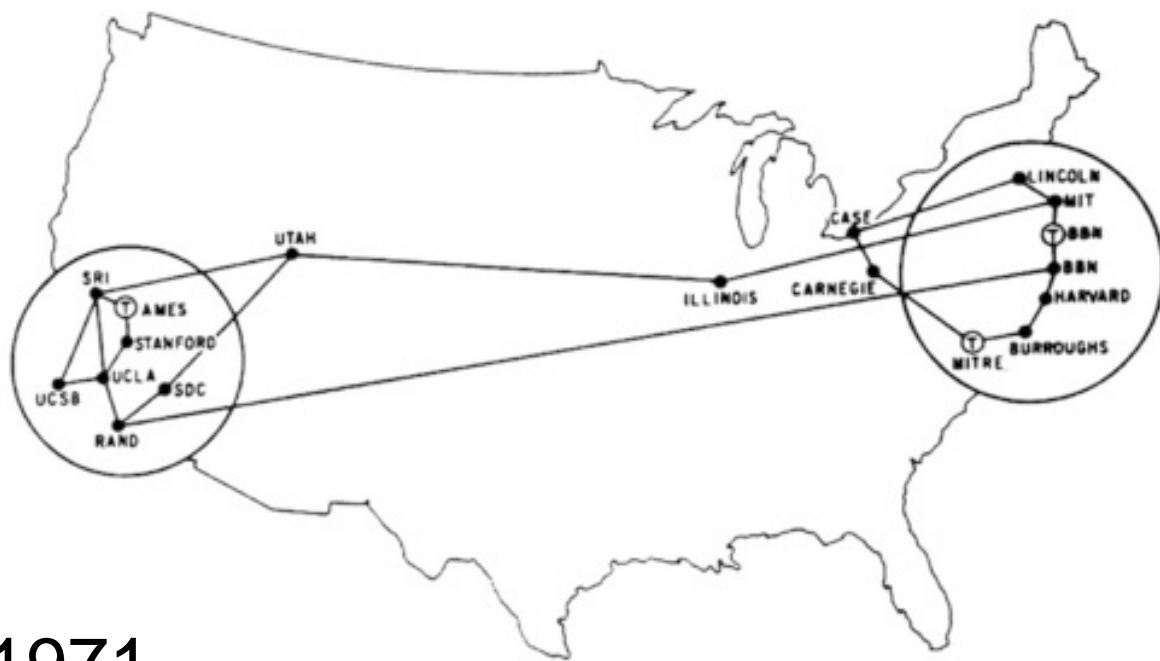 LINCOLN
MIT
CASE
T BBN
UTAH
BBN
SRI
ILLINOIS
CARNEGIE
HARVARD
T AMES
STANFORD
T
BURROUGHS
MITRE
UCLA
SDC
UCSB
RAND
1971